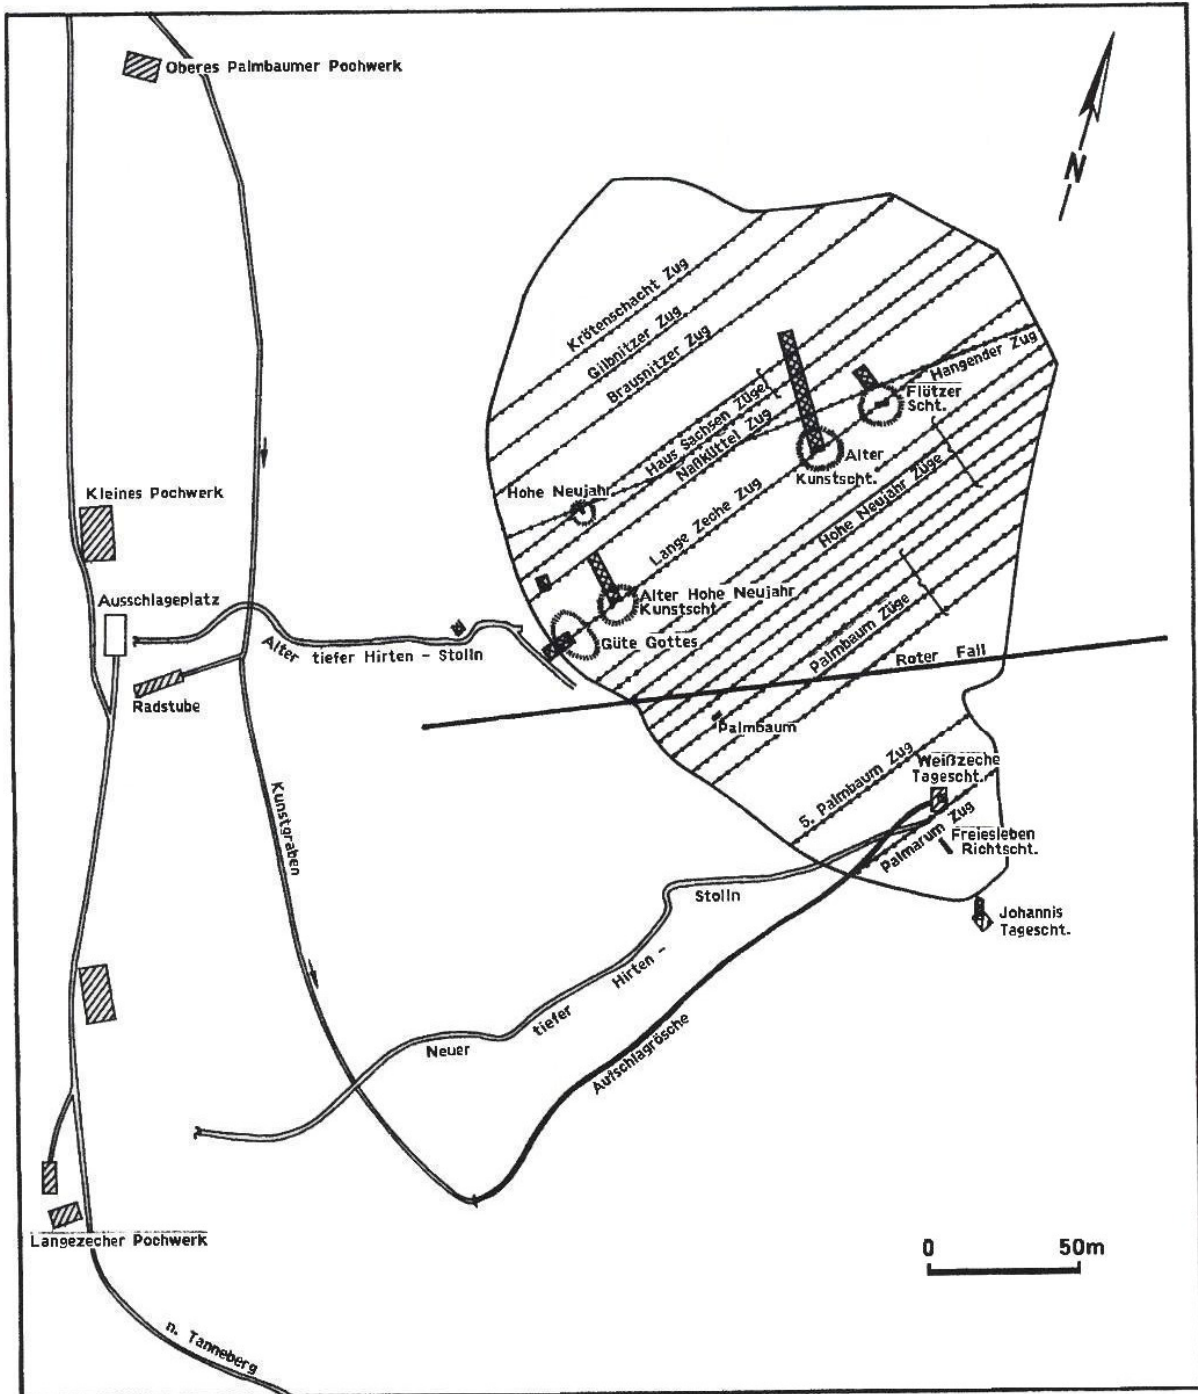 Oberes Palmbaumer Pochwerk
N
Krötenschacht Zug
Gilbnitzer Zug
Brausnitzer Zug
Hangender Zug
Flötzer
Scht.
Haus Sachsen Züge
Naßküttel Zug
Alter
Kunstscht.
Kleines Pochwerk
Hohe Neujahr
Lange Zeche Zug
Hohe Neujahr Züge
Ausschlageplatz
Alter Hohe Neujahr
Kunstscht.
Güte Gottes
Alter tiefer Hirten - Stolln
Palmbaum Züge
Roter Fall
Radstube
Palmbaum
5. Palmbaum Zug
Weißzeche
Tagescht.
Kunstgraben
Palmarum Zug
Freiesleben
Richtscht.
Johannis
Tagescht.
Neuer tiefer Hirten - Stolln
Aufschlagrösche
Langezecher Pochwerk
0 50m
n. Tanneberg